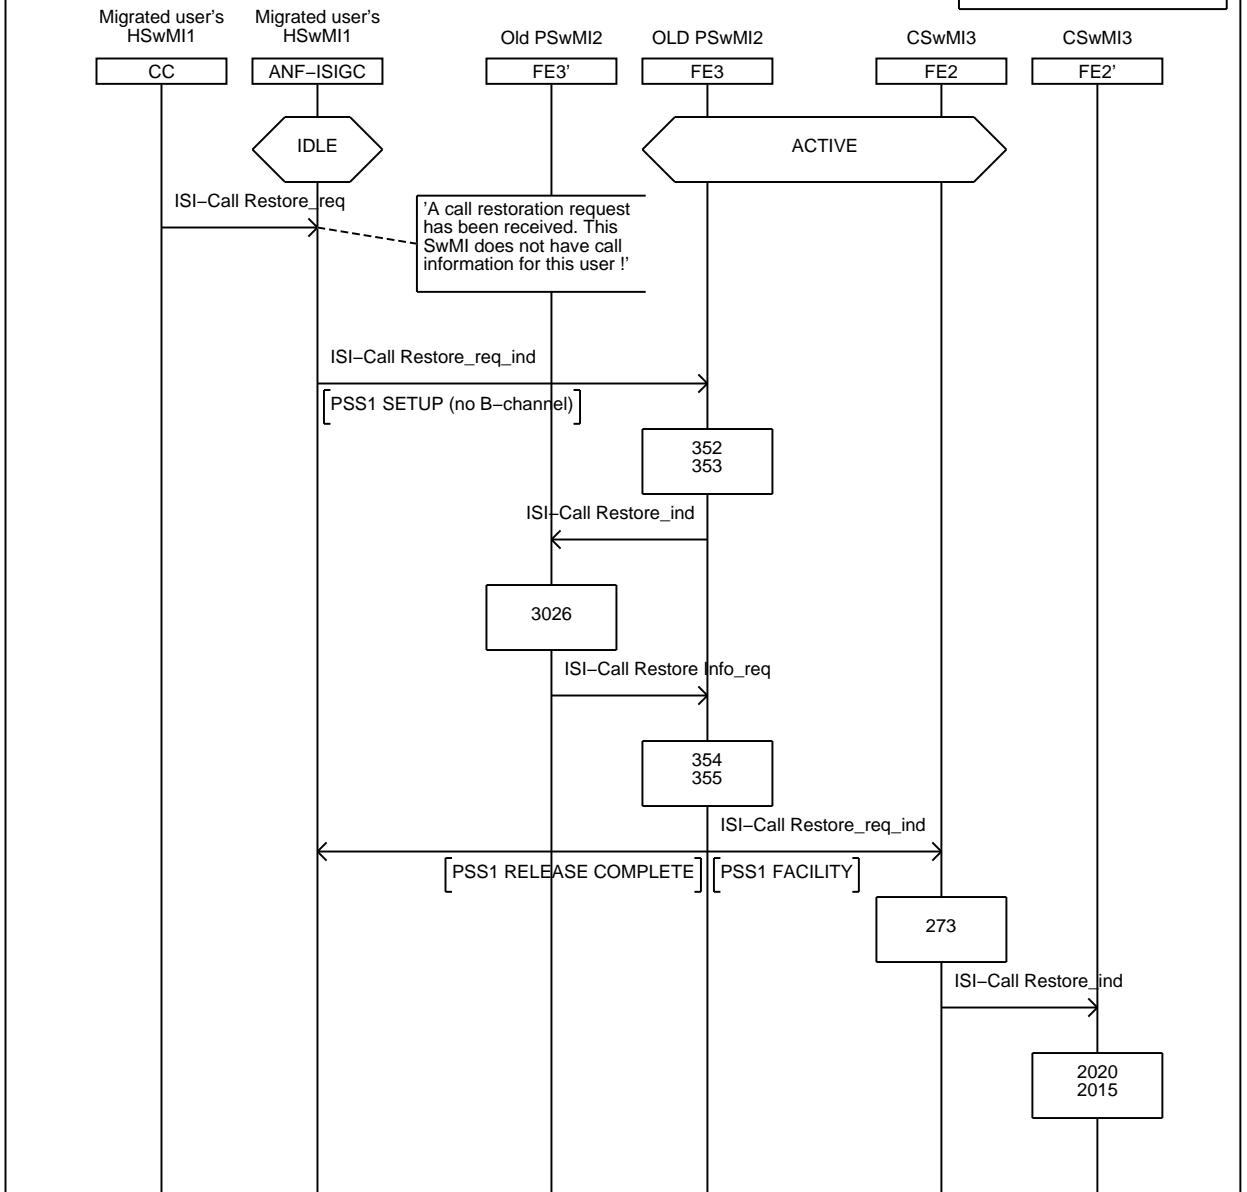 Migrated user's
HSwMI1
Migrated user's
HSwMI1
Old PSwMI2
OLD PSwMI2
CSwMI3
CSwMI3
CC
ANF−ISIGC
FE3’
FE3
FE2
FE2’
IDLE
ACTIVE
ISI−Call Restore_req
’A call restoration request
has been received. This
SwMI does not have call
information for this user !’
ISI−Call Restore_req_ind
PSS1 SETUP (no B−channel)
352
353
ISI−Call Restore_ind
3026
ISI−Call Restore Info_req
354
355
ISI−Call Restore_req_ind
PSS1 RELEASE COMPLETE
PSS1 FACILITY
273
ISI−Call Restore_ind
2020
2015